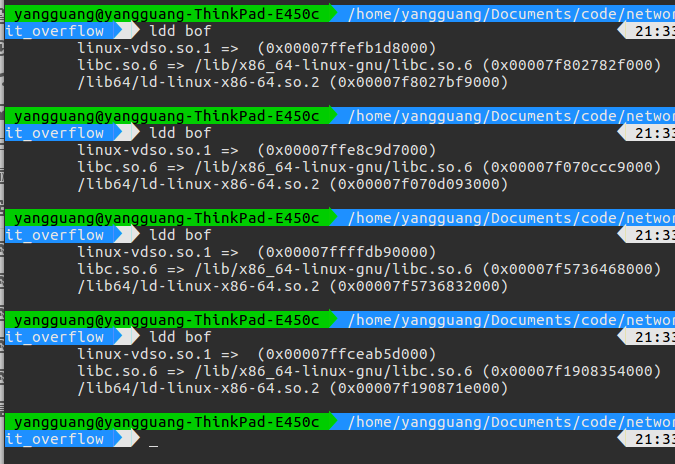 yangguang@yangguang-ThinkPad-E450c /home/yangguang/Documents/code/networ
it_overflow ldd bof 21:33
linux-vdso.so.1 => (0x00007ffefb1d8000)
libc.so.6 => /lib/x86_64-linux-gnu/libc.so.6 (0x00007f802782f000)
/lib64/ld-linux-x86-64.so.2 (0x00007f8027bf9000)
yangguang@yangguang-ThinkPad-E450c /home/yangguang/Documents/code/networ
it_overflow ldd bof 21:33
linux-vdso.so.1 => (0x00007ffe8c9d7000)
libc.so.6 => /lib/x86_64-linux-gnu/libc.so.6 (0x00007f070ccc9000)
/lib64/ld-linux-x86-64.so.2 (0x00007f070d093000)
yangguang@yangguang-ThinkPad-E450c /home/yangguang/Documents/code/networ
it_overflow ldd bof 21:33
linux-vdso.so.1 => (0x00007ffffdb90000)
libc.so.6 => /lib/x86_64-linux-gnu/libc.so.6 (0x00007f5736468000)
/lib64/ld-linux-x86-64.so.2 (0x00007f5736832000)
yangguang@yangguang-ThinkPad-E450c /home/yangguang/Documents/code/networ
it_overflow ldd bof 21:33
linux-vdso.so.1 => (0x00007ffceab5d000)
libc.so.6 => /lib/x86_64-linux-gnu/libc.so.6 (0x00007f1908354000)
/lib64/ld-linux-x86-64.so.2 (0x00007f190871e000)
yangguang@yangguang-ThinkPad-E450c /home/yangguang/Documents/code/networ
it_overflow _ 21:33